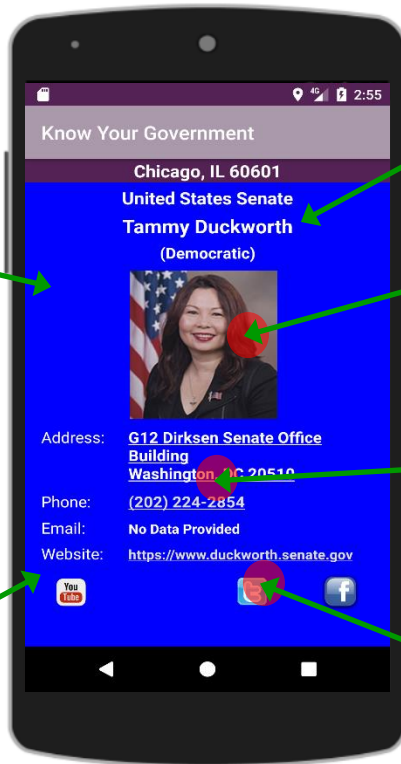 4G 2:55
Know Your Government
Chicago, IL 60601
United States Senate
Tammy Duckworth
(Democratic)
Address: G12 Dirksen Senate Office
Building
Washington, DC 20510
Phone: (202) 224-2854
Email: No Data Provided
Website: https://www.duckworth.senate.gov
You
Tube
t f